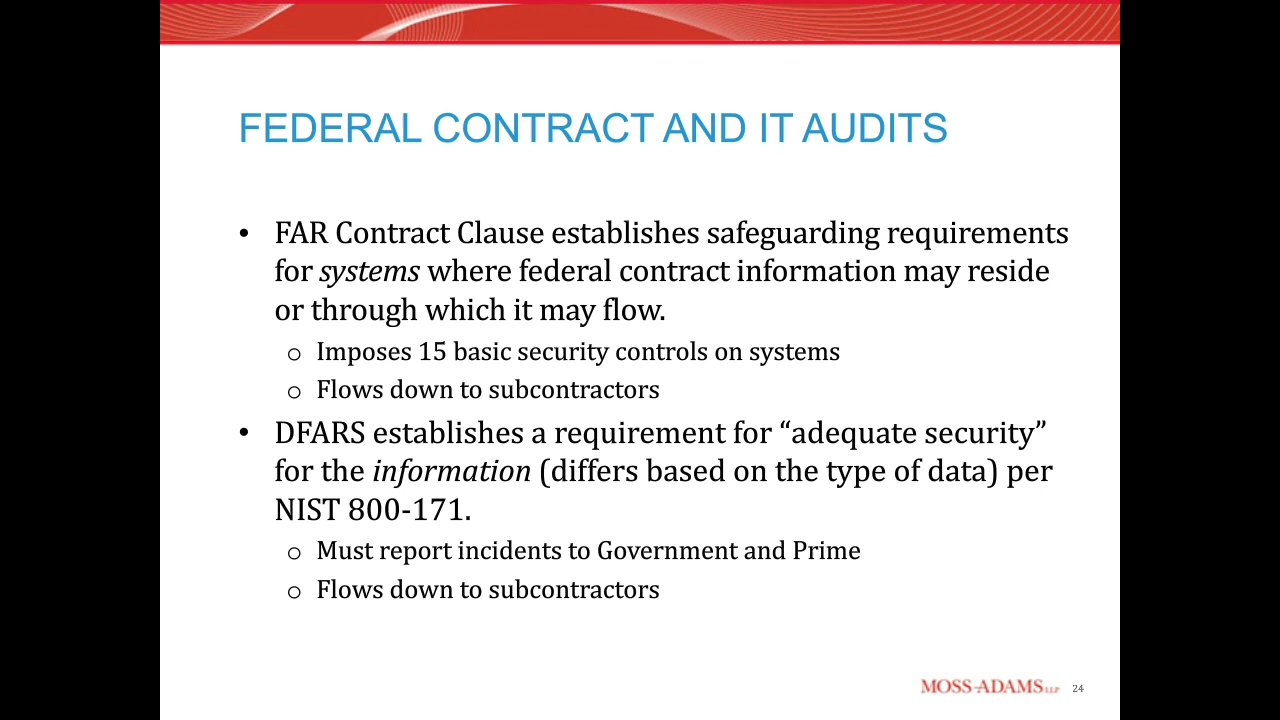 FEDERAL CONTRACT AND IT AUDITS
• FAR Contract Clause establishes safeguarding requirements
for systems where federal contract information may reside
or through which it may flow.
o Imposes 15 basic security controls on systems
o Flows down to subcontractors
• DFARS establishes a requirement for “adequate security”
for the information (differs based on the type of data) per
NIST 800-171.
o Must report incidents to Government and Prime
o Flows down to subcontractors
MOSS-ADAMS LLP 24